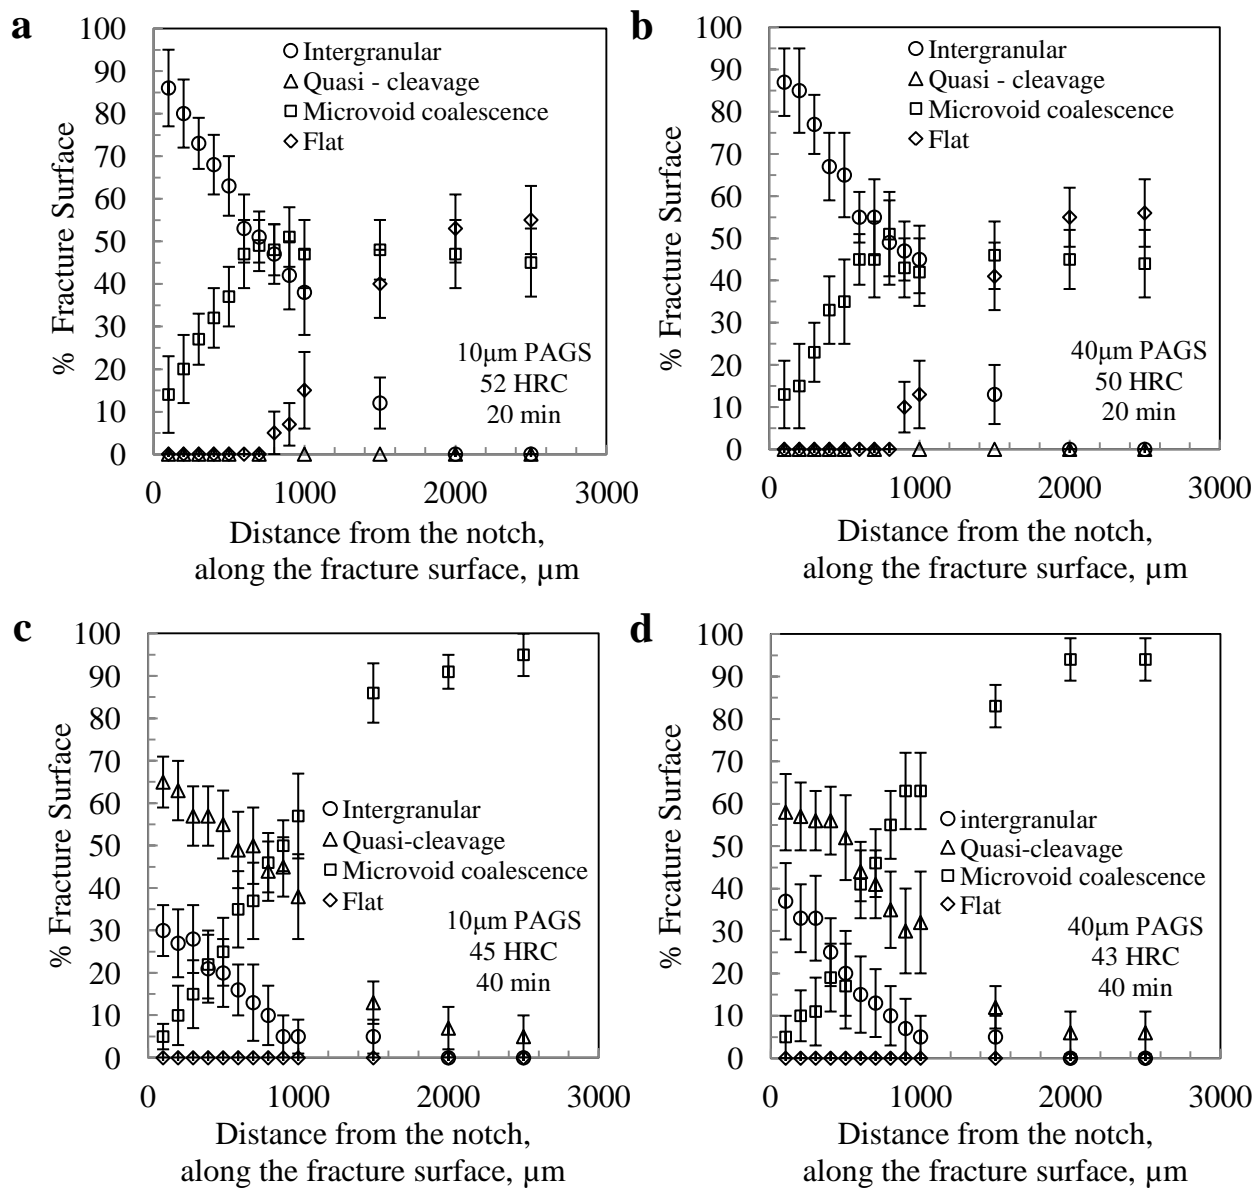 a
100
90
80
70
60
50
40
30
20
10
0
% Fracture Surface
Intergranular
Quasi - cleavage
Microvoid coalescence
Flat
10µm PAGS
52 HRC
20 min
0 1000 2000 3000
Distance from the notch,
along the fracture surface, µm
b
100
90
80
70
60
50
40
30
20
10
0
% Fracture Surface
Intergranular
Quasi - cleavage
Microvoid coalescence
Flat
40µm PAGS
50 HRC
20 min
0 1000 2000 3000
Distance from the notch,
along the fracture surface, µm
c
100
90
80
70
60
50
40
30
20
10
0
% Fracture Surface
Intergranular
Quasi-cleavage
Microvoid coalescence
Flat
10µm PAGS
45 HRC
40 min
0 1000 2000 3000
Distance from the notch,
along the fracture surface, µm
d
100
90
80
70
60
50
40
30
20
10
0
% Frcature Surface
intergranular
Quasi-cleavage
Microvoid coalescence
Flat
40µm PAGS
43 HRC
40 min
0 1000 2000 3000
Distance from the notch,
along the fracture surface, µm